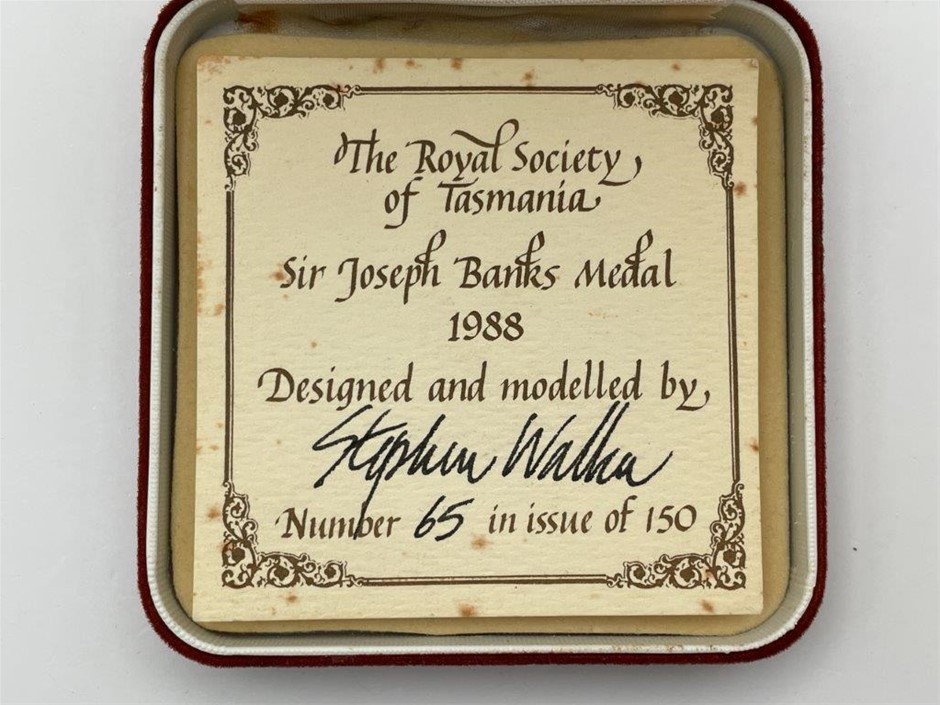 The Royal Society
of Tasmania
Sir Joseph Banks Medal
1988
Designed and modelled by,
Stephen Walker
Number 65 in issue of 150